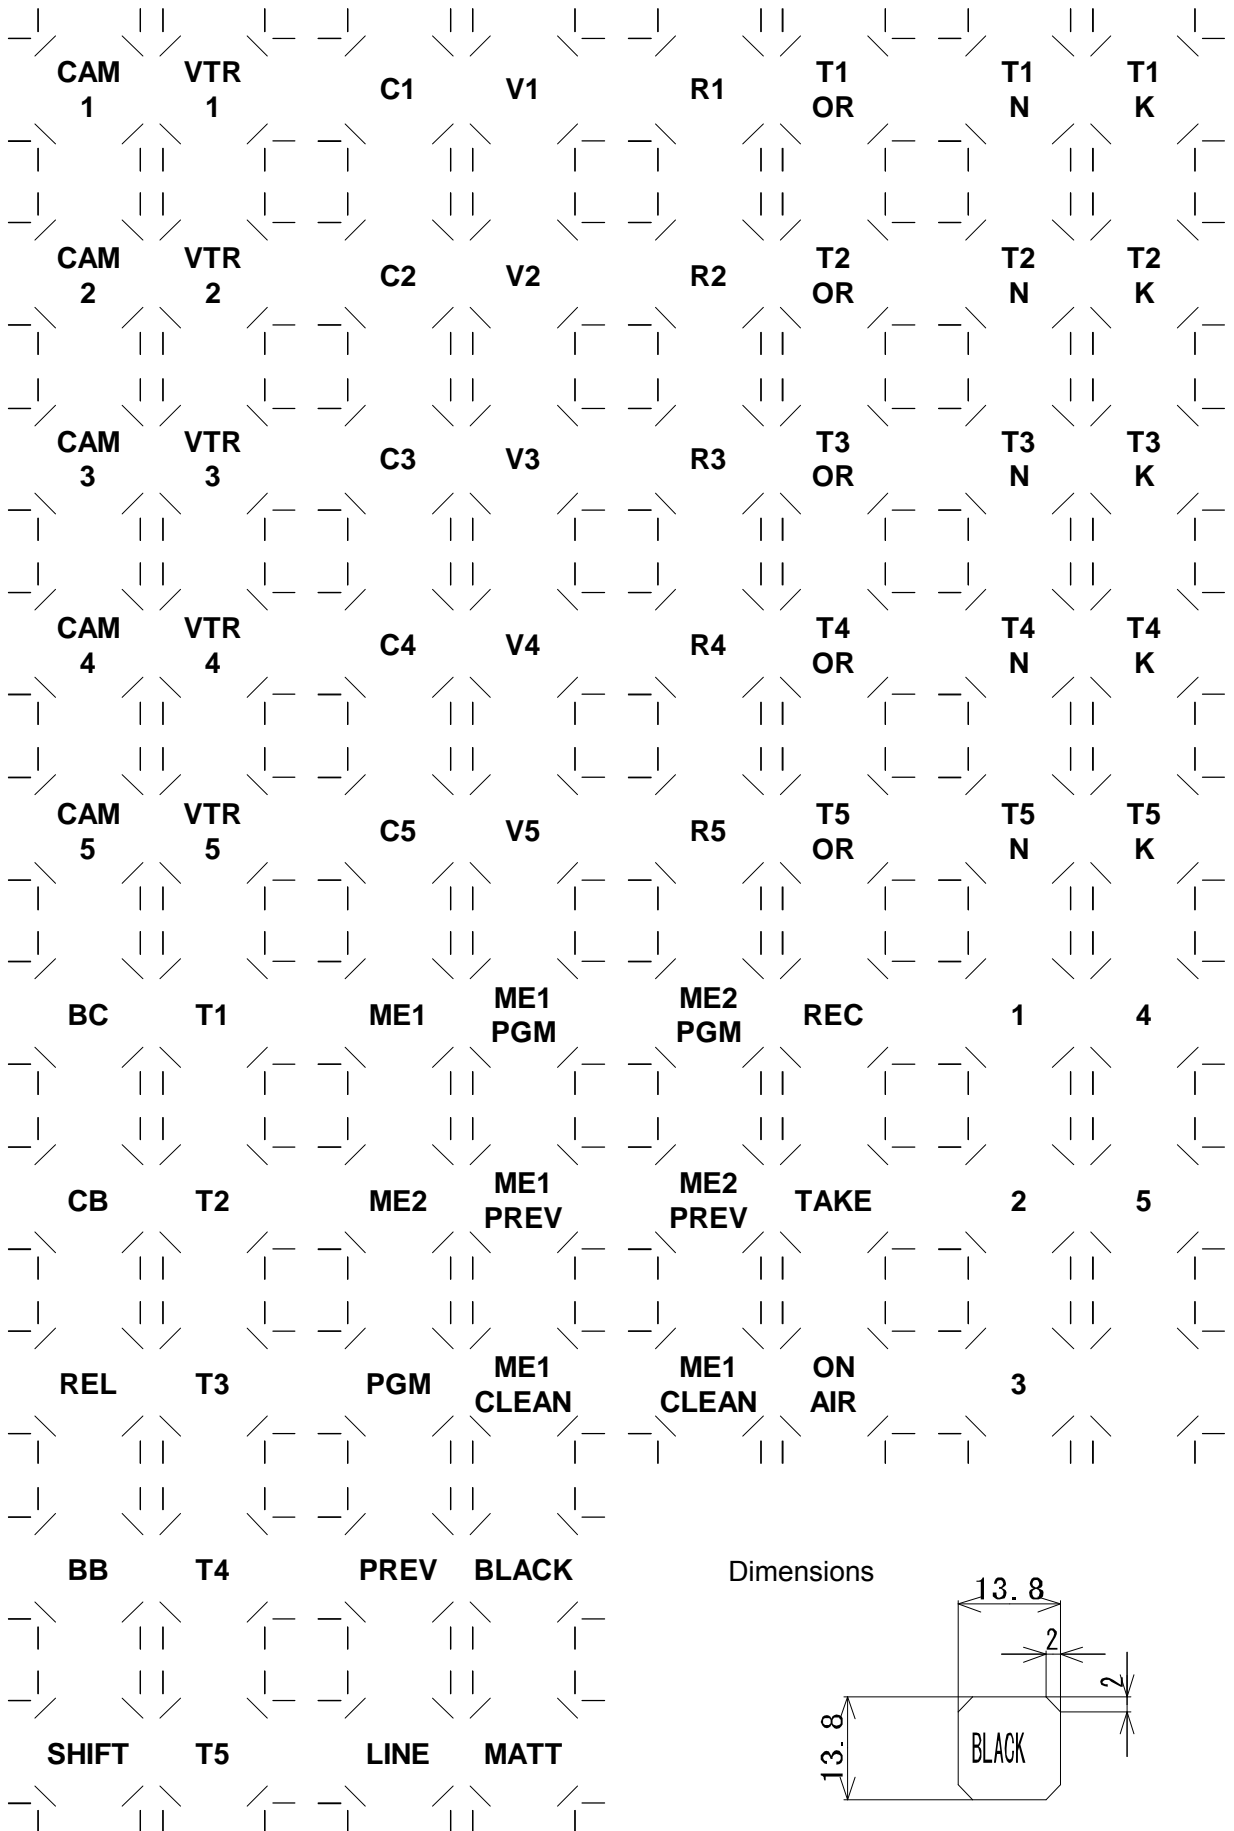 CAM VTR T1 T1 T1
1 1 C1 V1 R1 OR N K
CAM VTR T2 T2 T2
2 2 C2 V2 R2 OR N K
CAM VTR T3 T3 T3
3 3 C3 V3 R3 OR N K
CAM VTR T4 T4 T4
4 4 C4 V4 R4 OR N K
CAM VTR T5 T5 T5
5 5 C5 V5 R5 OR N K
ME1 ME2
BC T1 ME1 PGM PGM REC 1 4
ME1 ME2
CB T2 ME2 PREV PREV TAKE 2 5
ME1 ME1 ON
REL T3 PGM CLEAN CLEAN AIR 3
BB T4 PREV BLACK
SHIFT T5 LINE MATT
Dimensions
13.8
2
2
13.8
BLACK